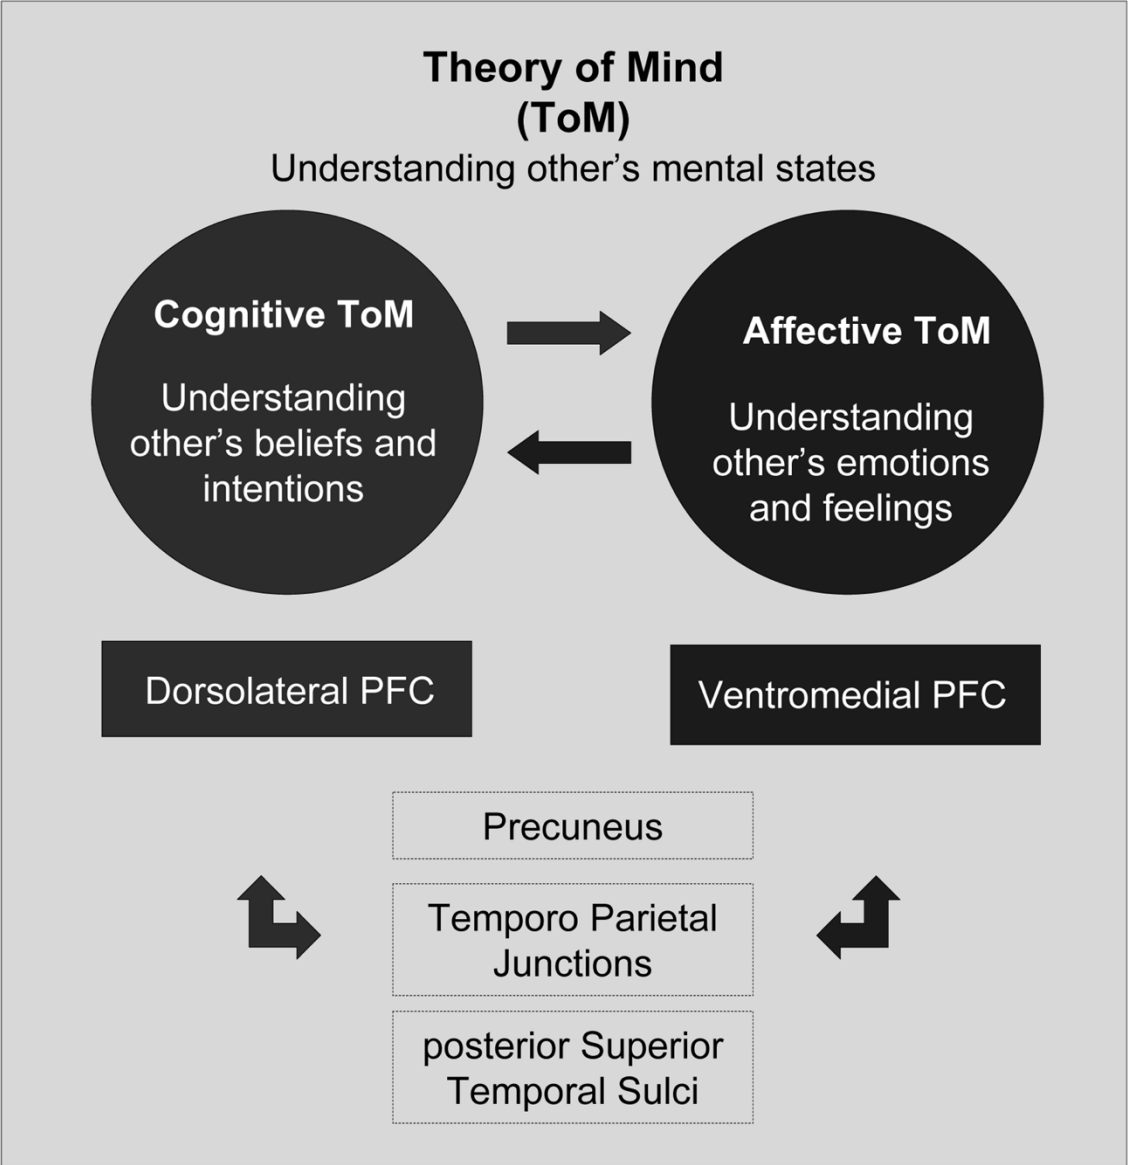 Theory of Mind
(ToM)
Understanding other's mental states
Cognitive ToM
Understanding
other's beliefs and
intentions
Affective ToM
Understanding
other's emotions
and feelings
Dorsolateral PFC
Ventromedial PFC
Precuneus
Temporo Parietal
Junctions
posterior Superior
Temporal Sulci